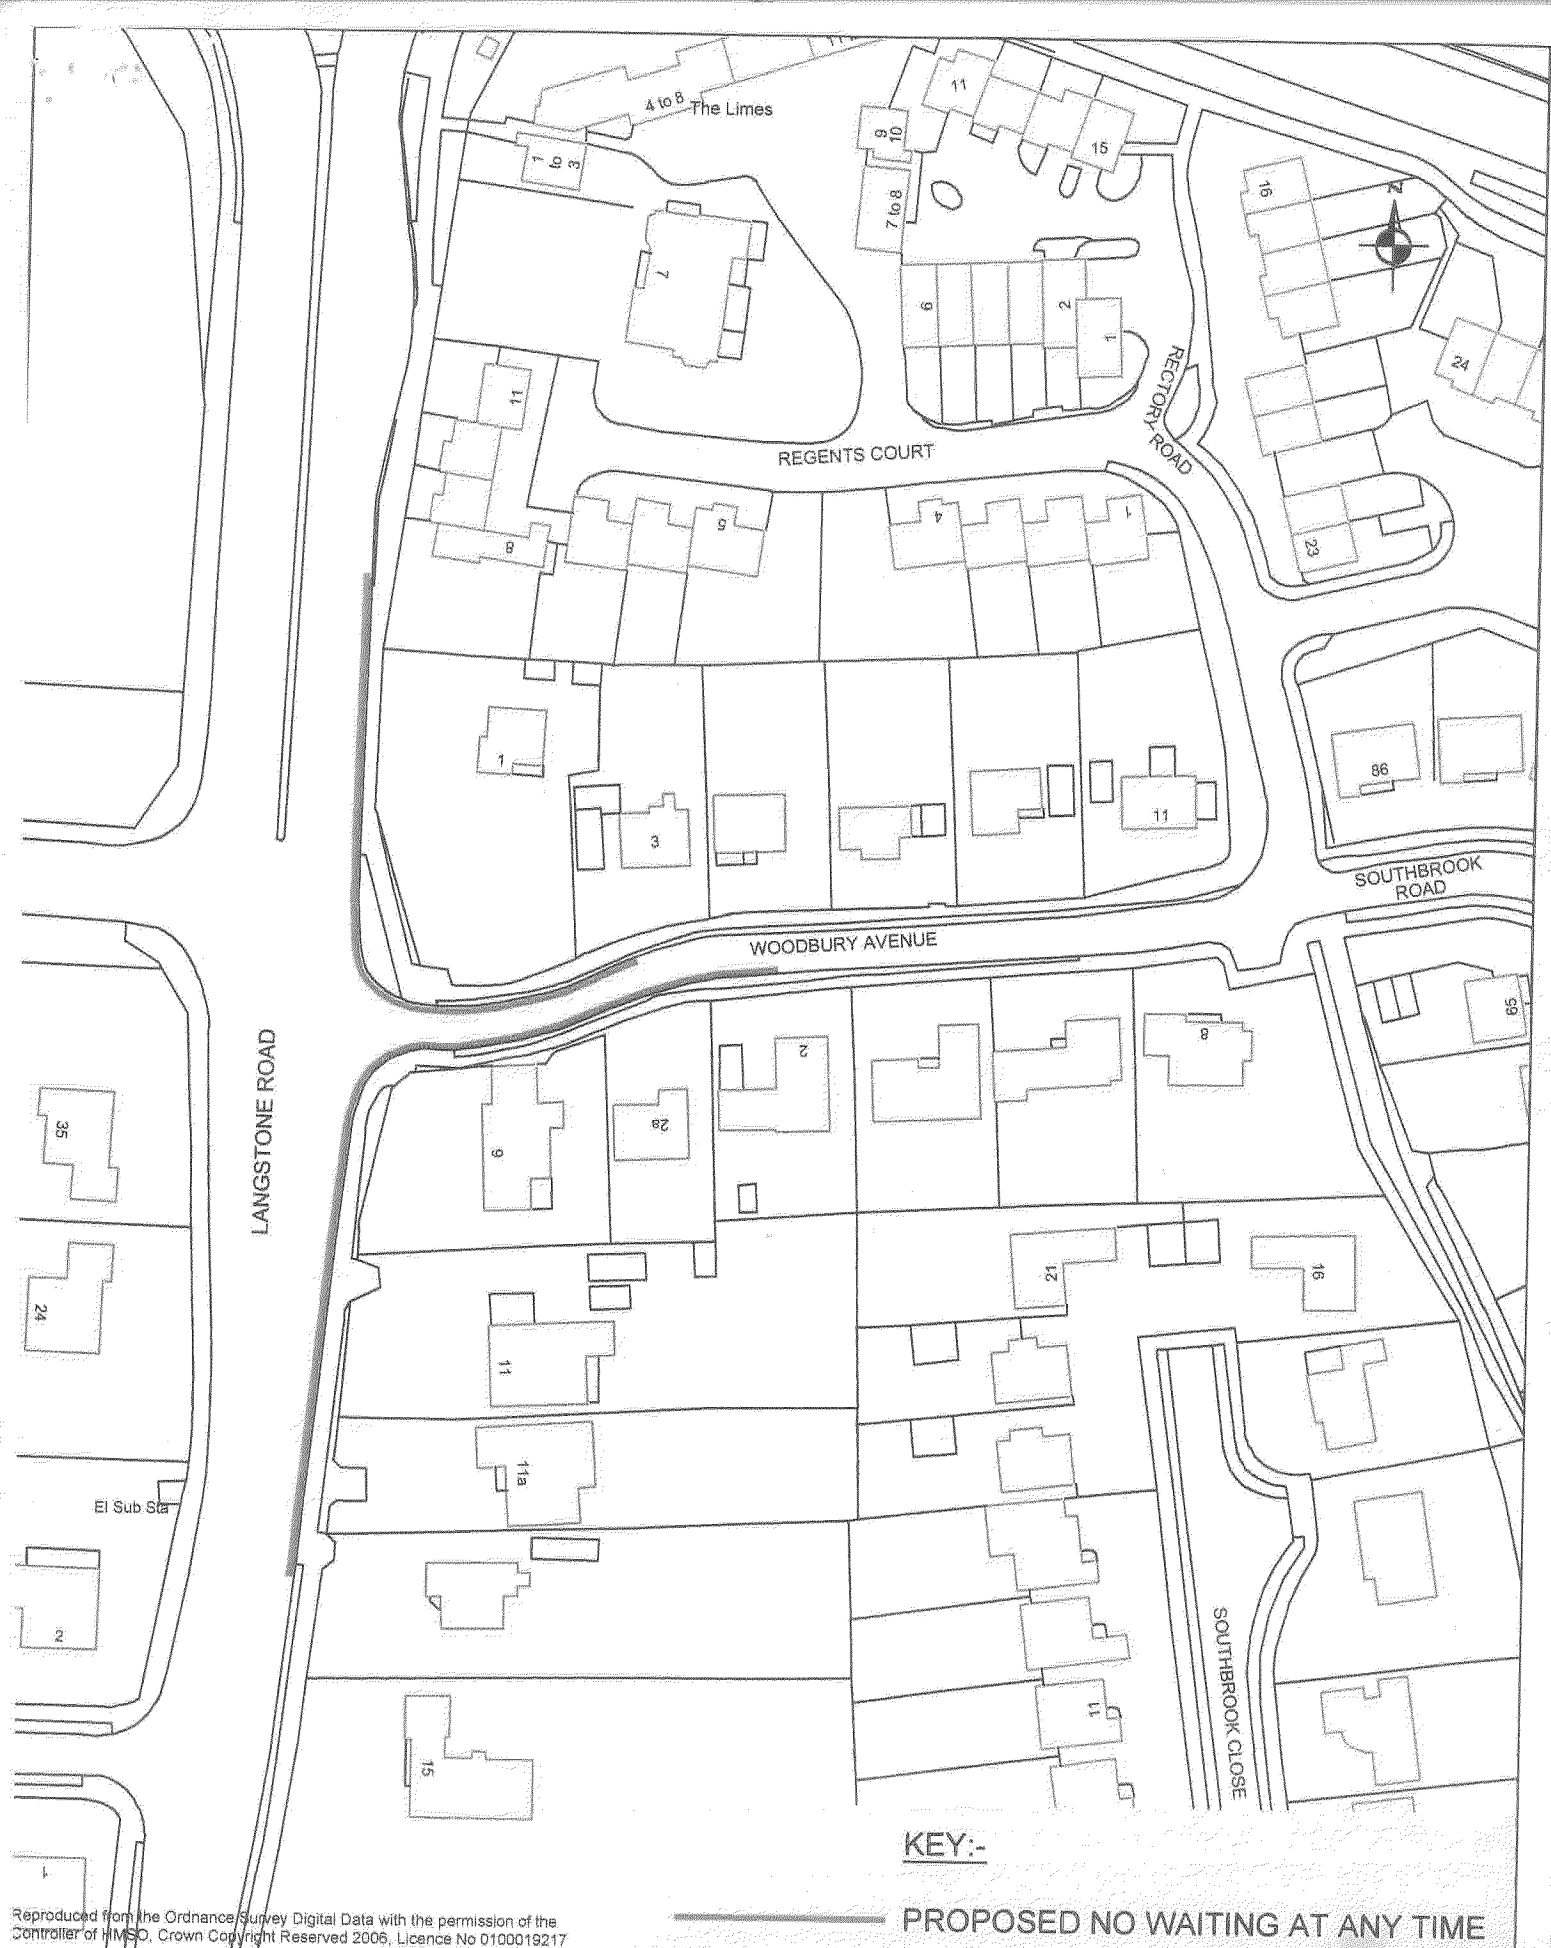 4 to 8
The Limes
11
9
10
15
1
to
3
7 to 8
16
N
7
6
2
1
RECTORY ROAD
24
11
REGENTS COURT
5
4
1
8
23
1
86
3
11
SOUTHBROOK
ROAD
WOODBURY AVENUE
LANGSTONE ROAD
65
2
8
35
2a
9
21
16
24
11
11a
El Sub Sta
2
SOUTHBROOK CLOSE
11
15
1
KEY:-
PROPOSED NO WAITING AT ANY TIME
Reproduced from the Ordnance Survey Digital Data with the permission of the
Controller of HMSO, Crown Copyright Reserved 2006, Licence No 0100019217